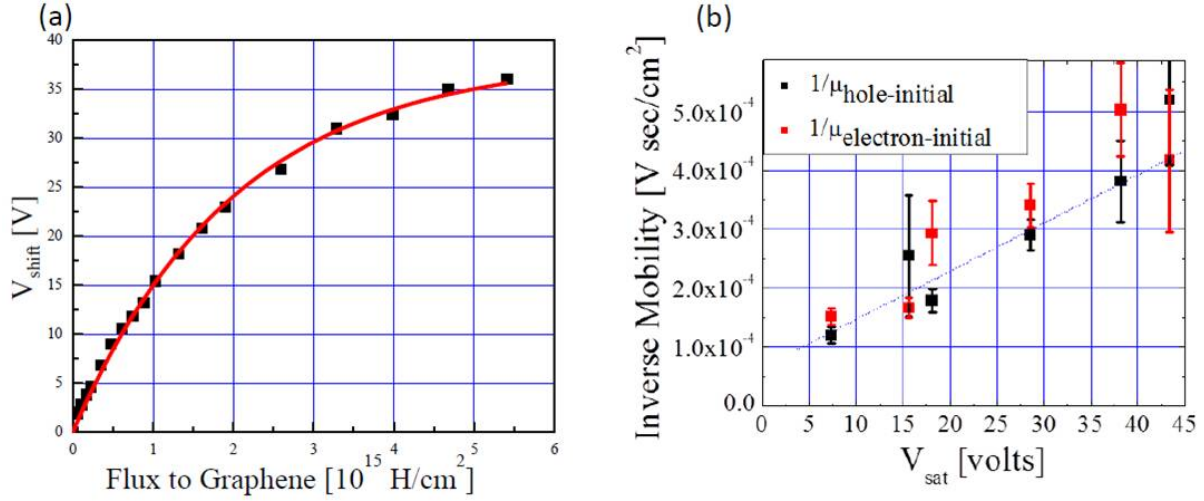 (a)
40
35
30
25
20
15
10
5
0
V_shift [V]
0 1 2 3 4 5 6
Flux to Graphene [10^15 H/cm^2]
(b)
1/μ_hole-initial
1/μ_electron-initial
5.0x10^-4
4.0x10^-4
3.0x10^-4
2.0x10^-4
1.0x10^-4
0.0
Inverse Mobility [V sec/cm^2]
0 5 10 15 20 25 30 35 40 45
V_sat [volts]